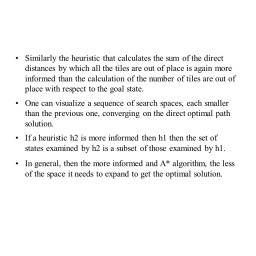 • Similarly the heuristic that calculates the sum of the direct
distances by which all the tiles are out of place is again more
informed than the calculation of the number of tiles are out of
place with respect to the goal state.
• One can visualize a sequence of search spaces, each smaller
than the previous one, converging on the direct optimal path
solution.
• If a heuristic h2 is more informed then h1 then the set of
states examined by h2 is a subset of those examined by h1.
• In general, then the more informed and A* algorithm, the less
of the space it needs to expand to get the optimal solution.